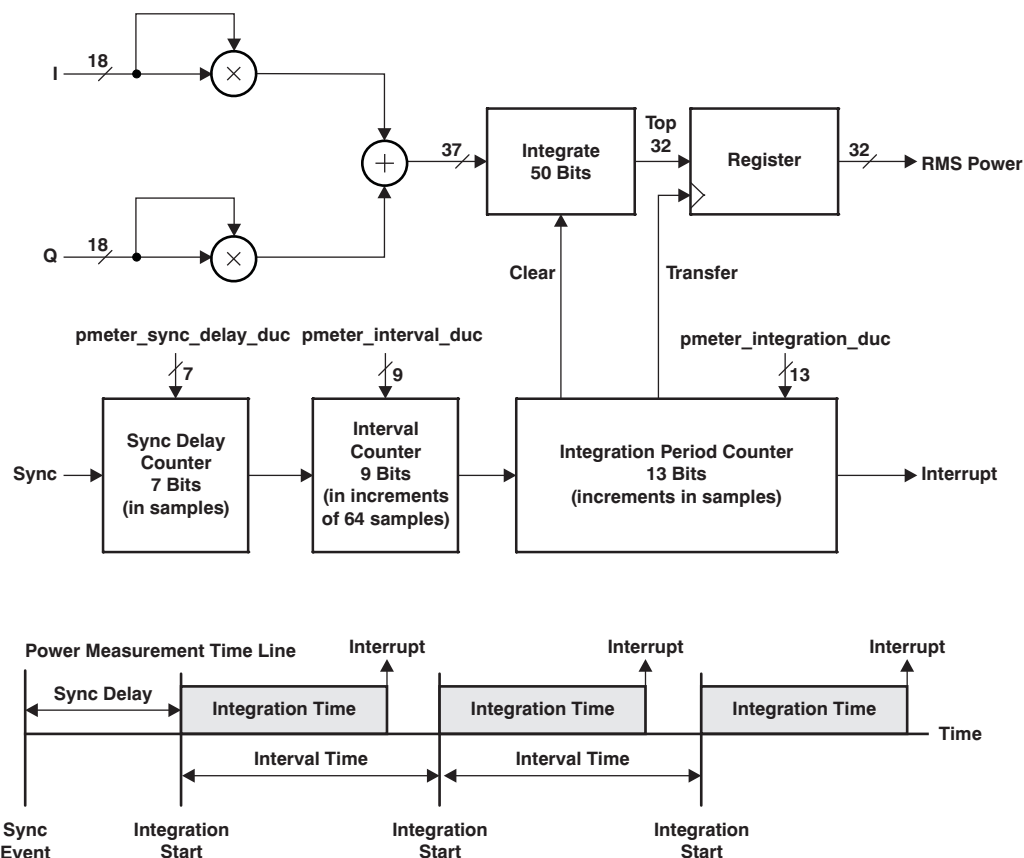 I
18
×
+
Q
18
×
37
Integrate
50 Bits
Top
32
Register
32
RMS Power
Clear
Transfer
pmeter_sync_delay_duc
7
pmeter_interval_duc
9
pmeter_integration_duc
13
Sync
Sync Delay
Counter
7 Bits
(in samples)
Interval
Counter
9 Bits
(in increments
of 64 samples)
Integration Period Counter
13 Bits
(increments in samples)
Interrupt
Power Measurement Time Line
Interrupt
Interrupt
Interrupt
Sync Delay
Integration Time
Integration Time
Integration Time
Time
Interval Time
Interval Time
Sync
Event
Integration
Start
Integration
Start
Integration
Start